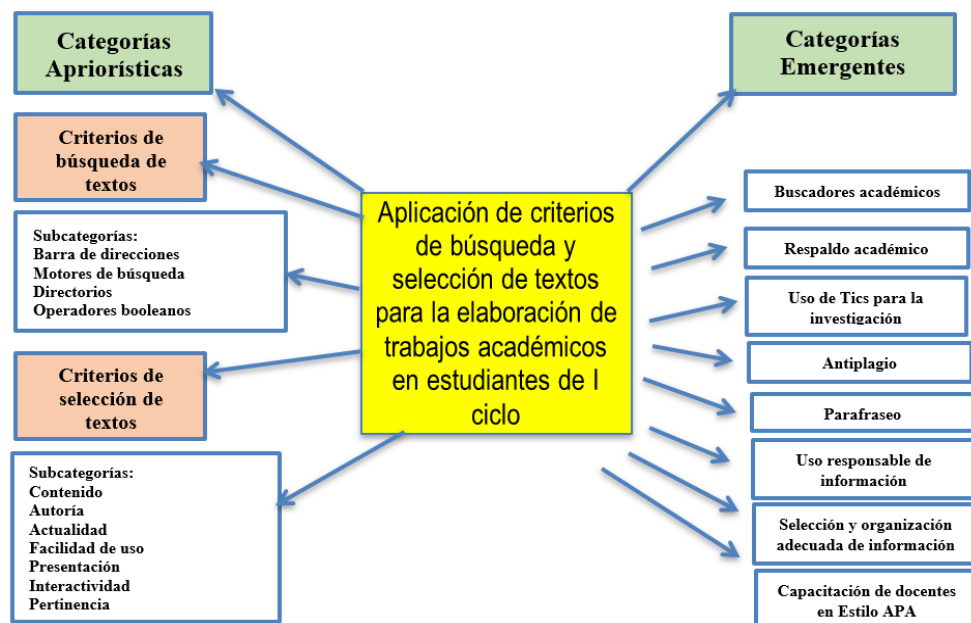 Categorías
Apriorísticas
Criterios de
búsqueda de
textos
Subcategorías:
Barra de direcciones
Motores de búsqueda
Directorios
Operadores booleanos
Criterios de
selección de
textos
Subcategorías:
Contenido
Autoría
Actualidad
Facilidad de uso
Presentación
Interactividad
Pertinencia
Aplicación de criterios
de búsqueda y
selección de textos
para la elaboración de
trabajos académicos
en estudiantes de I
ciclo
Categorías
Emergentes
Buscadores académicos
Respaldo académico
Uso de Tics para la
investigación
Antiplagio
Parafraseo
Uso responsable de
información
Selección y organización
adecuada de información
Capacitación de docentes
en Estilo APA